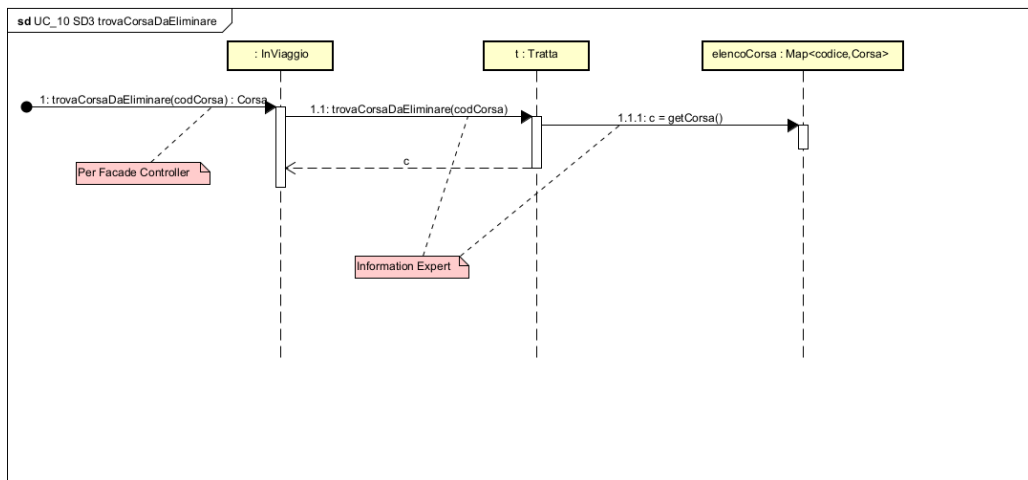 sd UC_10 SD3 trovaCorsaDaEliminare
: InViaggio
t : Tratta
elencoCorsa : Map<codice,Corsa>
1: trovaCorsaDaEliminare(codCorsa) : Corsa
1.1: trovaCorsaDaEliminare(codCorsa)
1.1.1: c = getCorsa()
c
Per Facade Controller
Information Expert